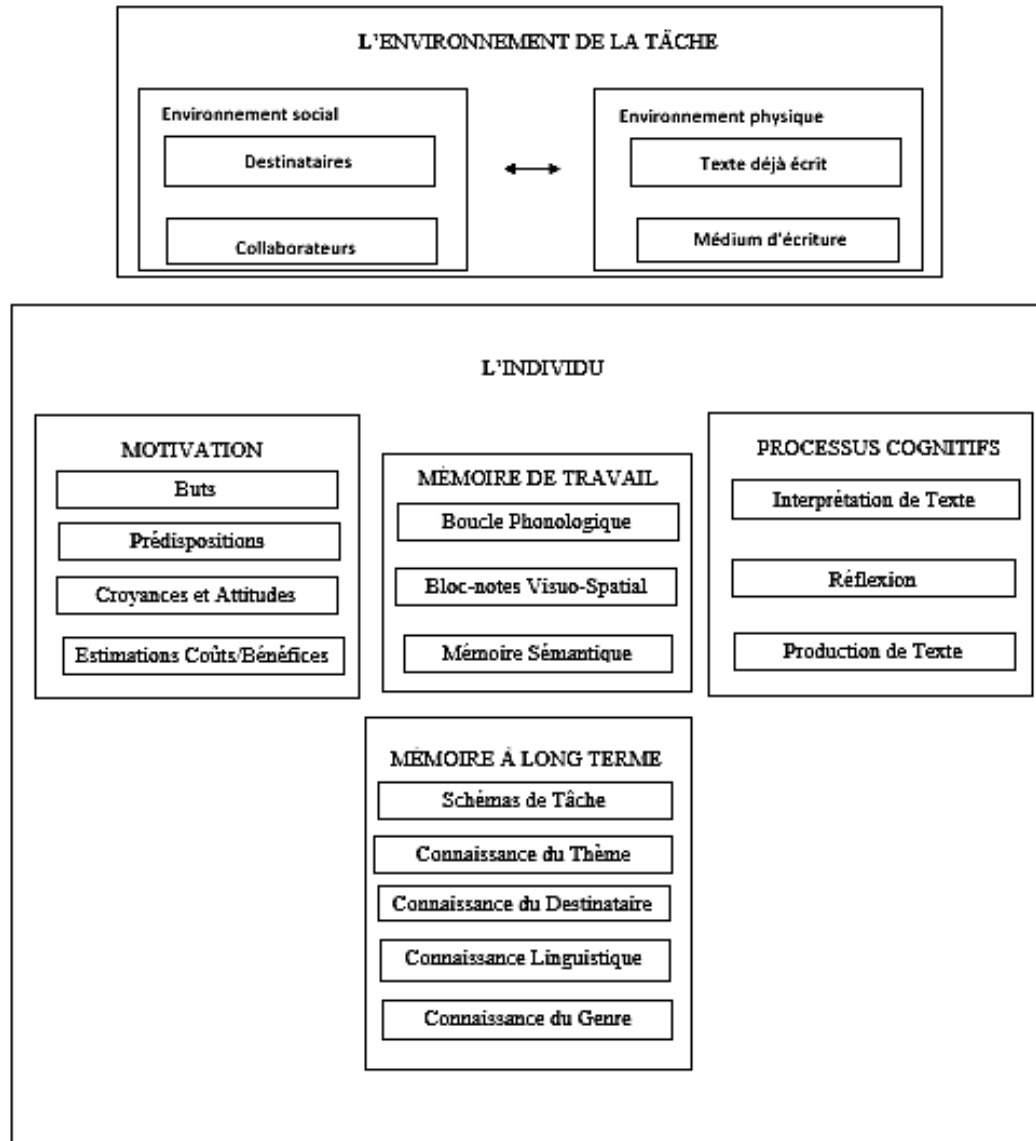 L'ENVIRONNEMENT DE LA TÂCHE
Environnement social
Destinataires
Collaborateurs
Environnement physique
Texte déjà écrit
Médium d'écriture
L'INDIVIDU
MOTIVATION
Buts
Prédispositions
Croyances et Attitudes
Estimations Coûts/Bénéfices
MÉMOIRE DE TRAVAIL
Boucle Phonologique
Bloc-notes Visuo-Spatial
Mémoire Sémantique
PROCESSUS COGNITIFS
Interprétation de Texte
Réflexion
Production de Texte
MÉMOIRE À LONG TERME
Schémas de Tâche
Connaissance du Thème
Connaissance du Destinataire
Connaissance Linguistique
Connaissance du Genre